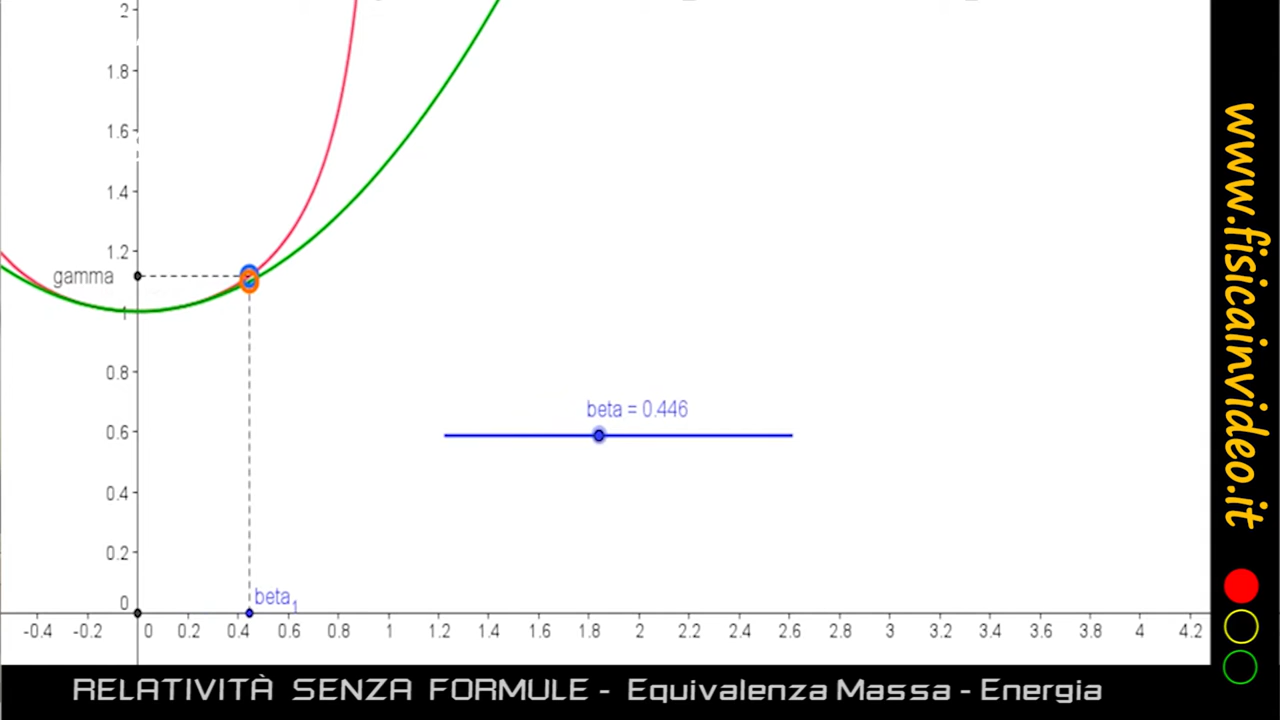 2
1.8
1.6
1.4
1.2
gamma
1
0.8
beta = 0.446
0.6
0.4
0.2
beta1
0
-0.4 -0.2 0 0.2 0.4 0.6 0.8 1 1.2 1.4 1.6 1.8 2 2.2 2.4 2.6 2.8 3 3.2 3.4 3.6 3.8 4 4.2
RELATIVITÀ SENZA FORMULE - Equivalenza Massa - Energia
www.fisicainvideo.it